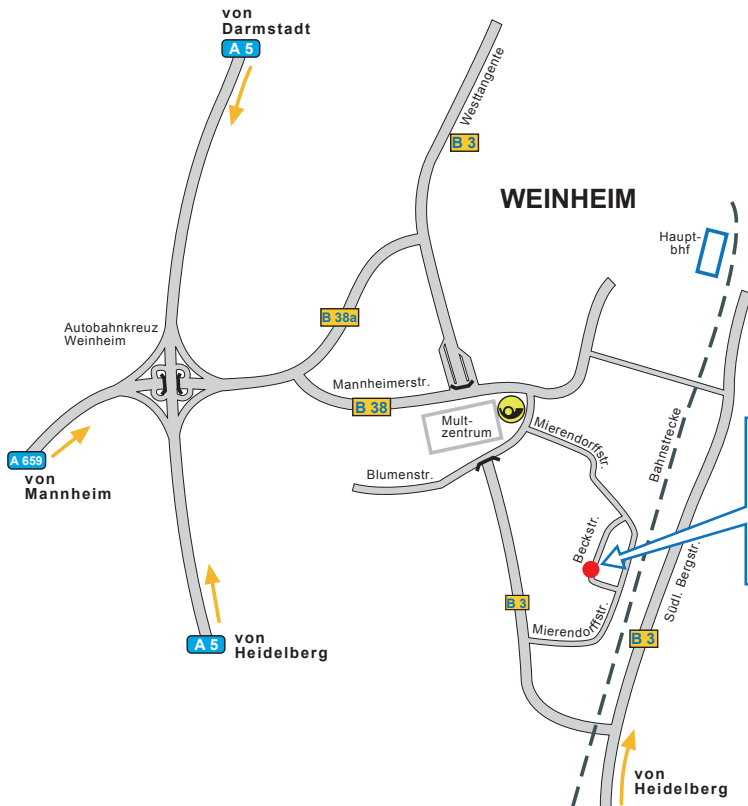 von
Darmstadt
A 5
Westtangente
B 3
WEINHEIM
Haupt-
bhf
B 38a
Autobahnkreuz
Weinheim
Mannheimerstr.
B 38
Mult-
zentrum
Mierendorffstr.
Bahnstrecke
A 659
von
Mannheim
Blumenstr.
Beckstr.
Südl. Bergstr.
B 3
Mierendorffstr.
B 3
A 5
von
Heidelberg
von
Heidelberg